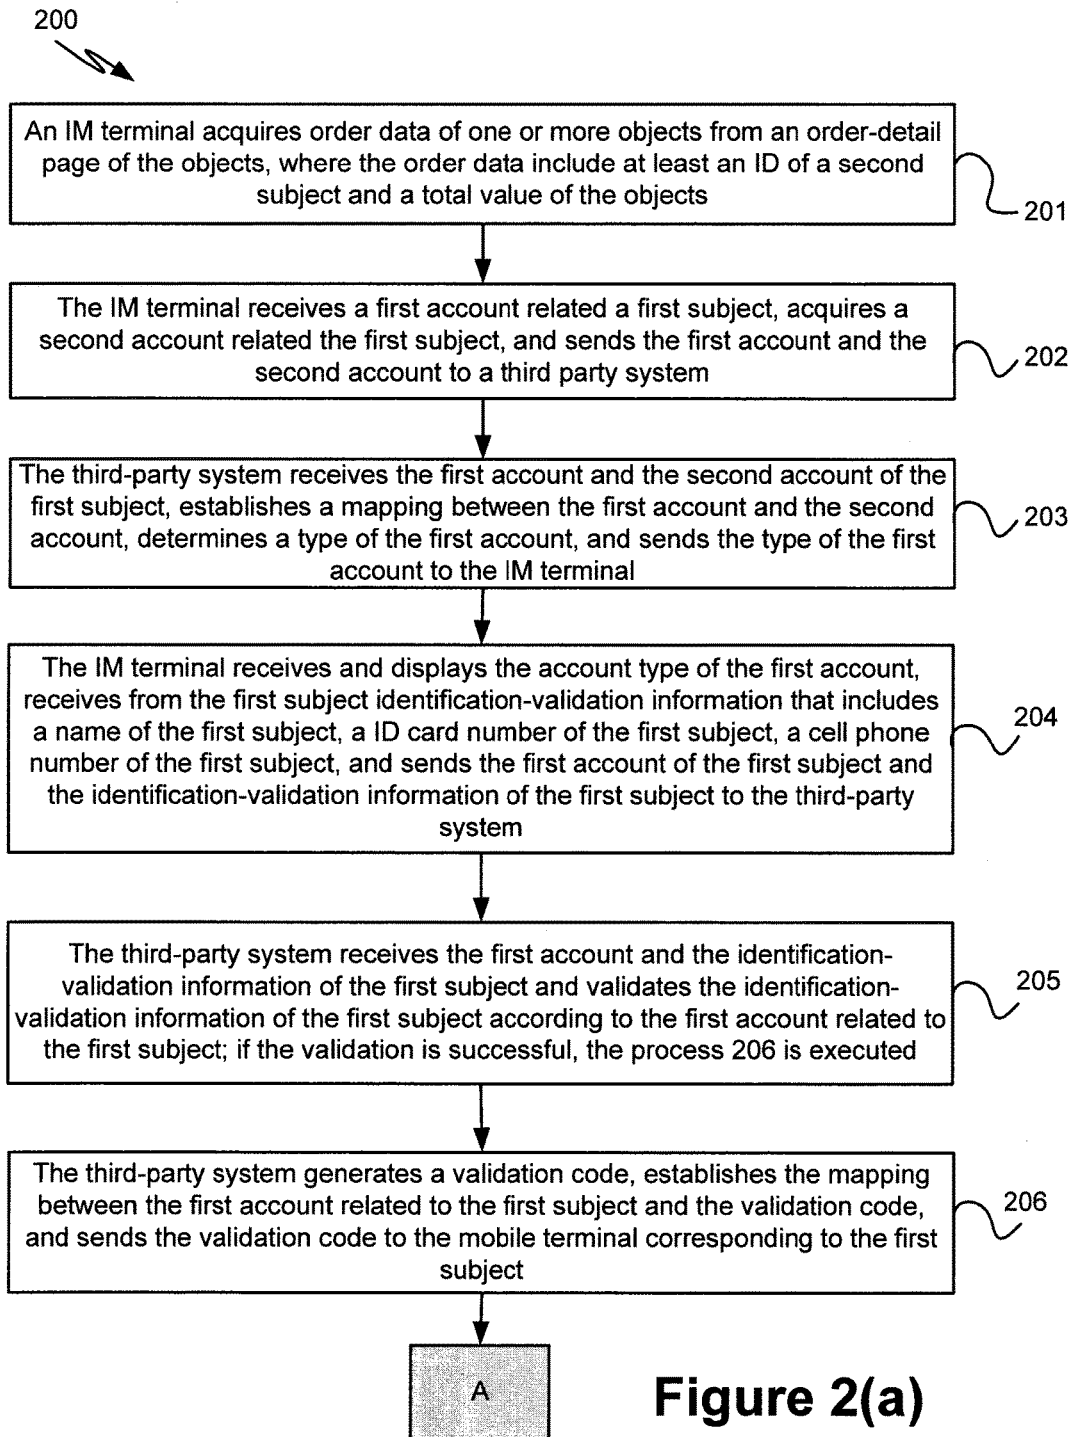 200
An IM terminal acquires order data of one or more objects from an order-detail
page of the objects, where the order data include at least an ID of a second
subject and a total value of the objects
201
The IM terminal receives a first account related a first subject, acquires a
second account related the first subject, and sends the first account and the
second account to a third party system
202
The third-party system receives the first account and the second account of the
first subject, establishes a mapping between the first account and the second
account, determines a type of the first account, and sends the type of the first
account to the IM terminal
203
The IM terminal receives and displays the account type of the first account,
receives from the first subject identification-validation information that includes
a name of the first subject, a ID card number of the first subject, a cell phone
number of the first subject, and sends the first account of the first subject and
the identification-validation information of the first subject to the third-party
system
204
The third-party system receives the first account and the identification-
validation information of the first subject and validates the identification-
validation information of the first subject according to the first account related to
the first subject; if the validation is successful, the process 206 is executed
205
The third-party system generates a validation code, establishes the mapping
between the first account related to the first subject and the validation code,
and sends the validation code to the mobile terminal corresponding to the first
subject
206
A
Figure 2(a)